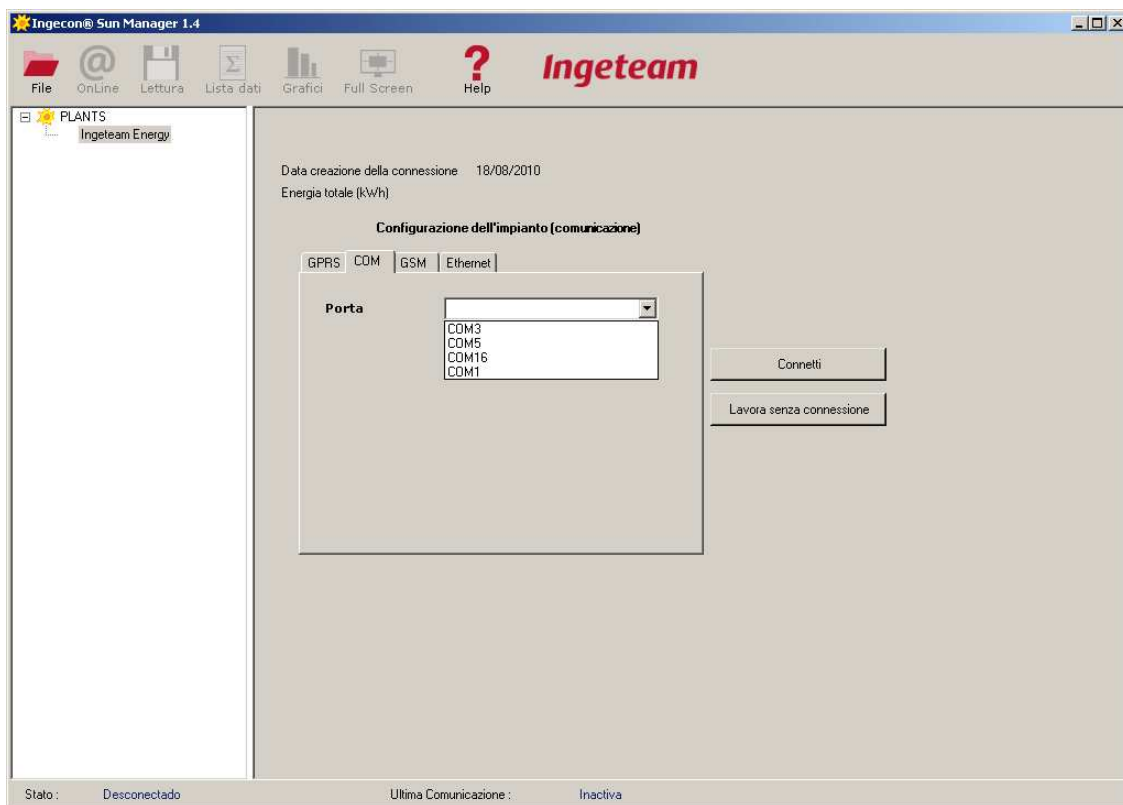 Ingecon® Sun Manager 1.4
File OnLine Lettura Lista dati Grafici Full Screen Help Ingeteam
PLANTS
Ingeteam Energy
Data creazione della connessione 18/08/2010
Energia totale (kWh)
Configurazione dell'impianto (comunicazione)
GPRS COM GSM Ethernet
Porta
COM3
COM5
COM16
COM1
Connetti
Lavora senza connessione
Stato : Desconectado Ultima Comunicazione : Inactiva